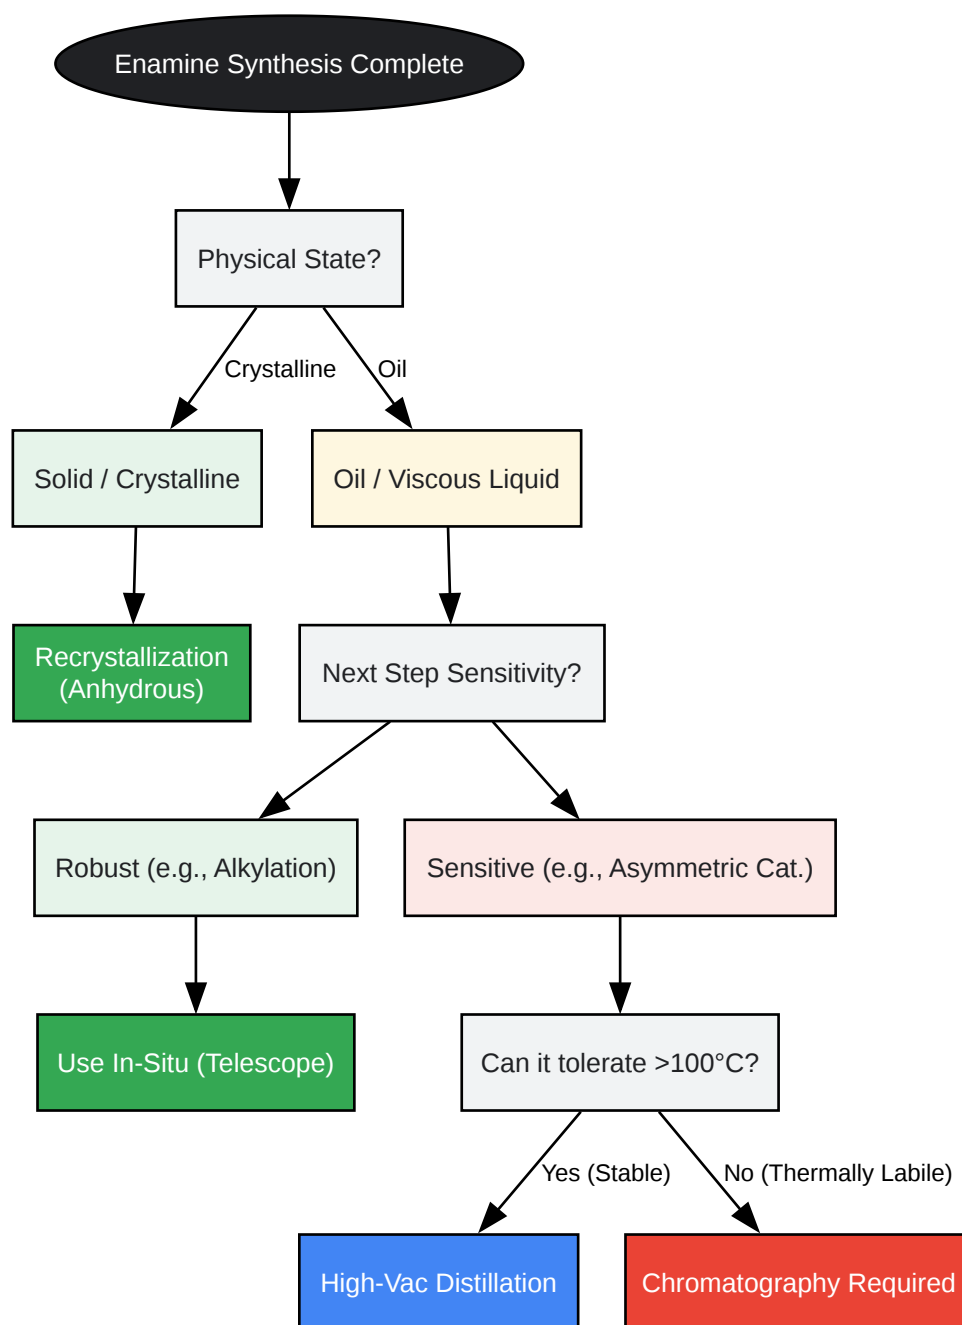 Enamine Synthesis Complete
Physical State?
Crystalline
Oil
Solid / Crystalline
Oil / Viscous Liquid
Recrystallization
(Anhydrous)
Next Step Sensitivity?
Robust (e.g., Alkylation)
Sensitive (e.g., Asymmetric Cat.)
Use In-Situ (Telescope)
Can it tolerate >100°C?
Yes (Stable)
No (Thermally Labile)
High-Vac Distillation
Chromatography Required